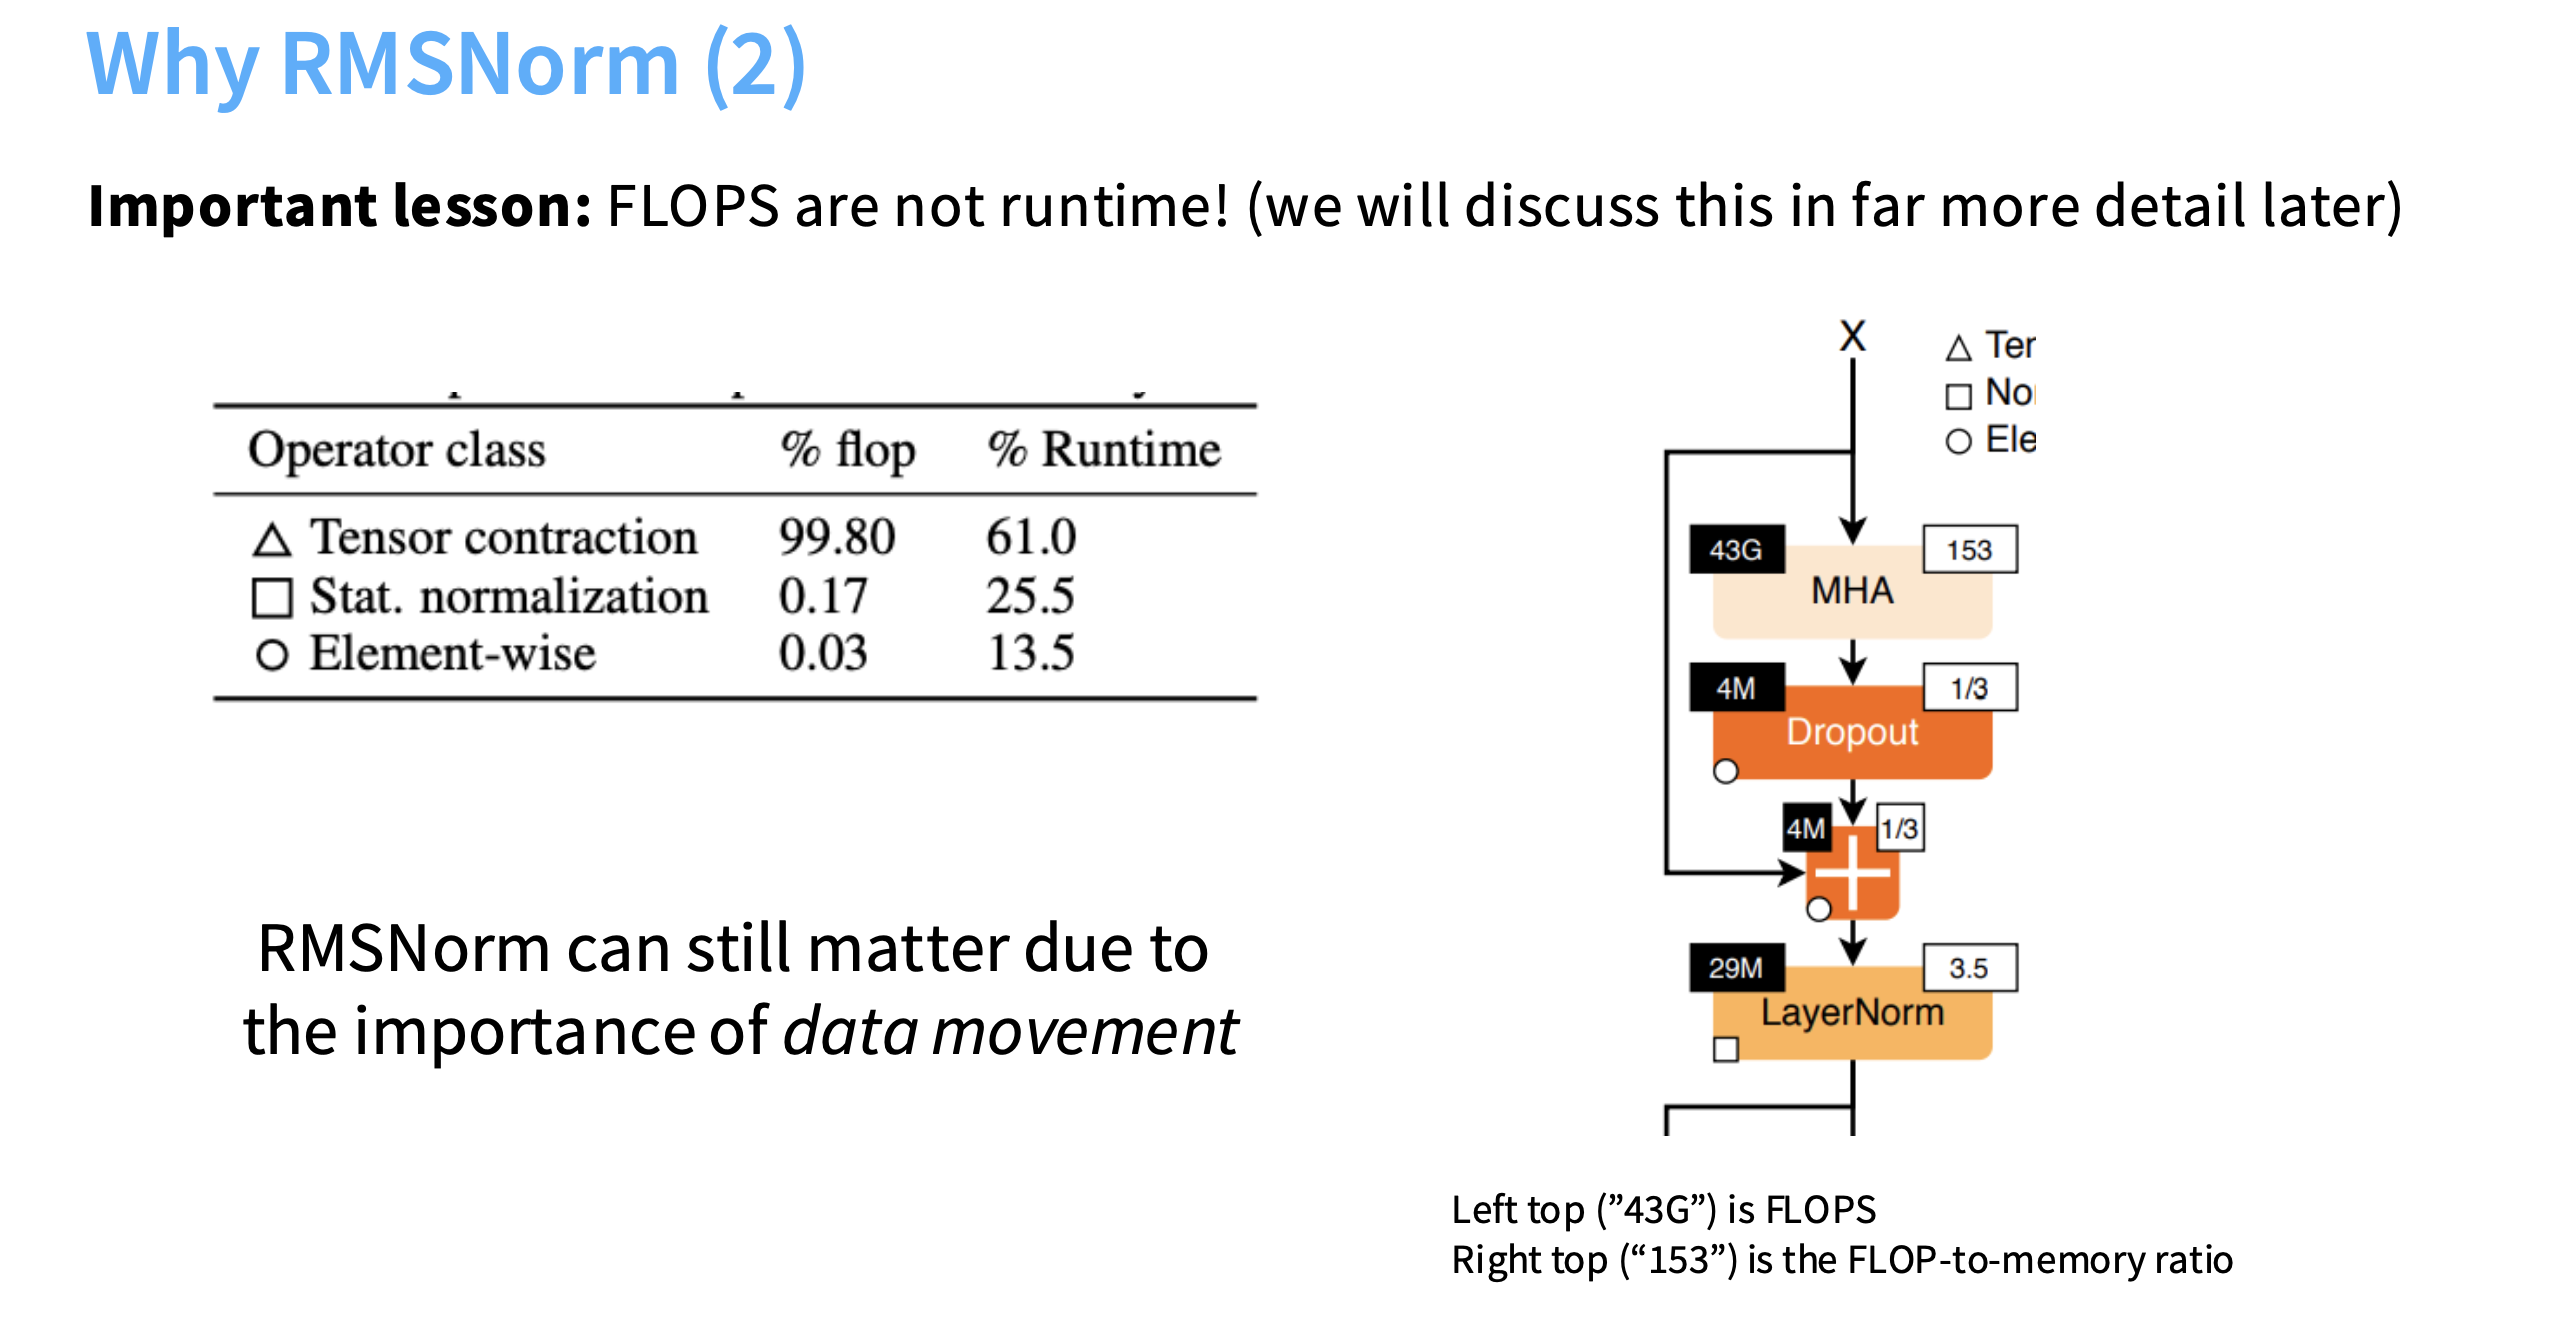 Why RMSNorm (2)
Important lesson: FLOPS are not runtime! (we will discuss this in far more detail later)
Operator class % flop % Runtime
△ Tensor contraction 99.80 61.0
□ Stat. normalization 0.17 25.5
○ Element-wise 0.03 13.5
RMSNorm can still matter due to
the importance of data movement
X
△ Ter
□ No
○ Ele
43G 153
MHA
4M 1/3
Dropout
4M 1/3
29M 3.5
LayerNorm
Left top (”43G”) is FLOPS
Right top (“153”) is the FLOP-to-memory ratio